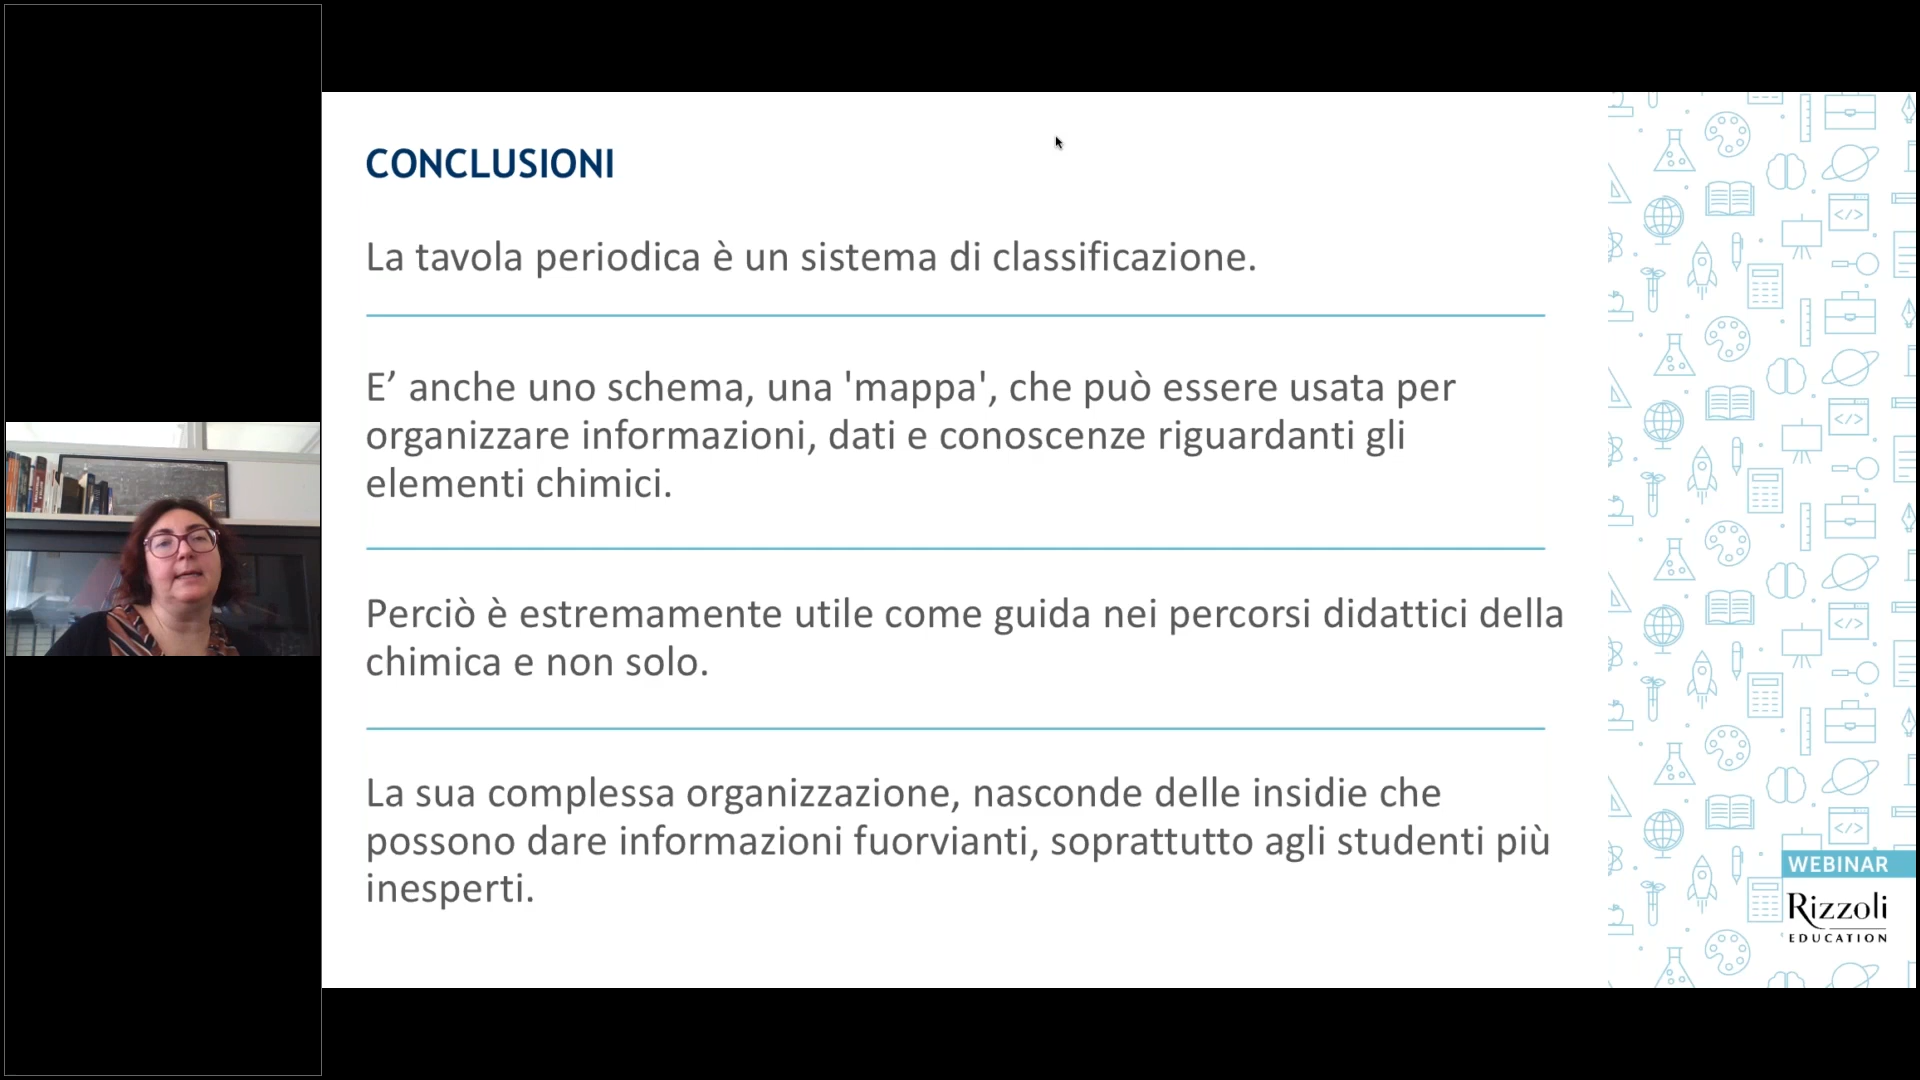 CONCLUSIONI
La tavola periodica è un sistema di classificazione.
E’ anche uno schema, una 'mappa', che può essere usata per
organizzare informazioni, dati e conoscenze riguardanti gli
elementi chimici.
Perciò è estremamente utile come guida nei percorsi didattici della
chimica e non solo.
La sua complessa organizzazione, nasconde delle insidie che
possono dare informazioni fuorvianti, soprattutto agli studenti più
inesperti.
WEBINAR
Rizzoli
EDUCATION